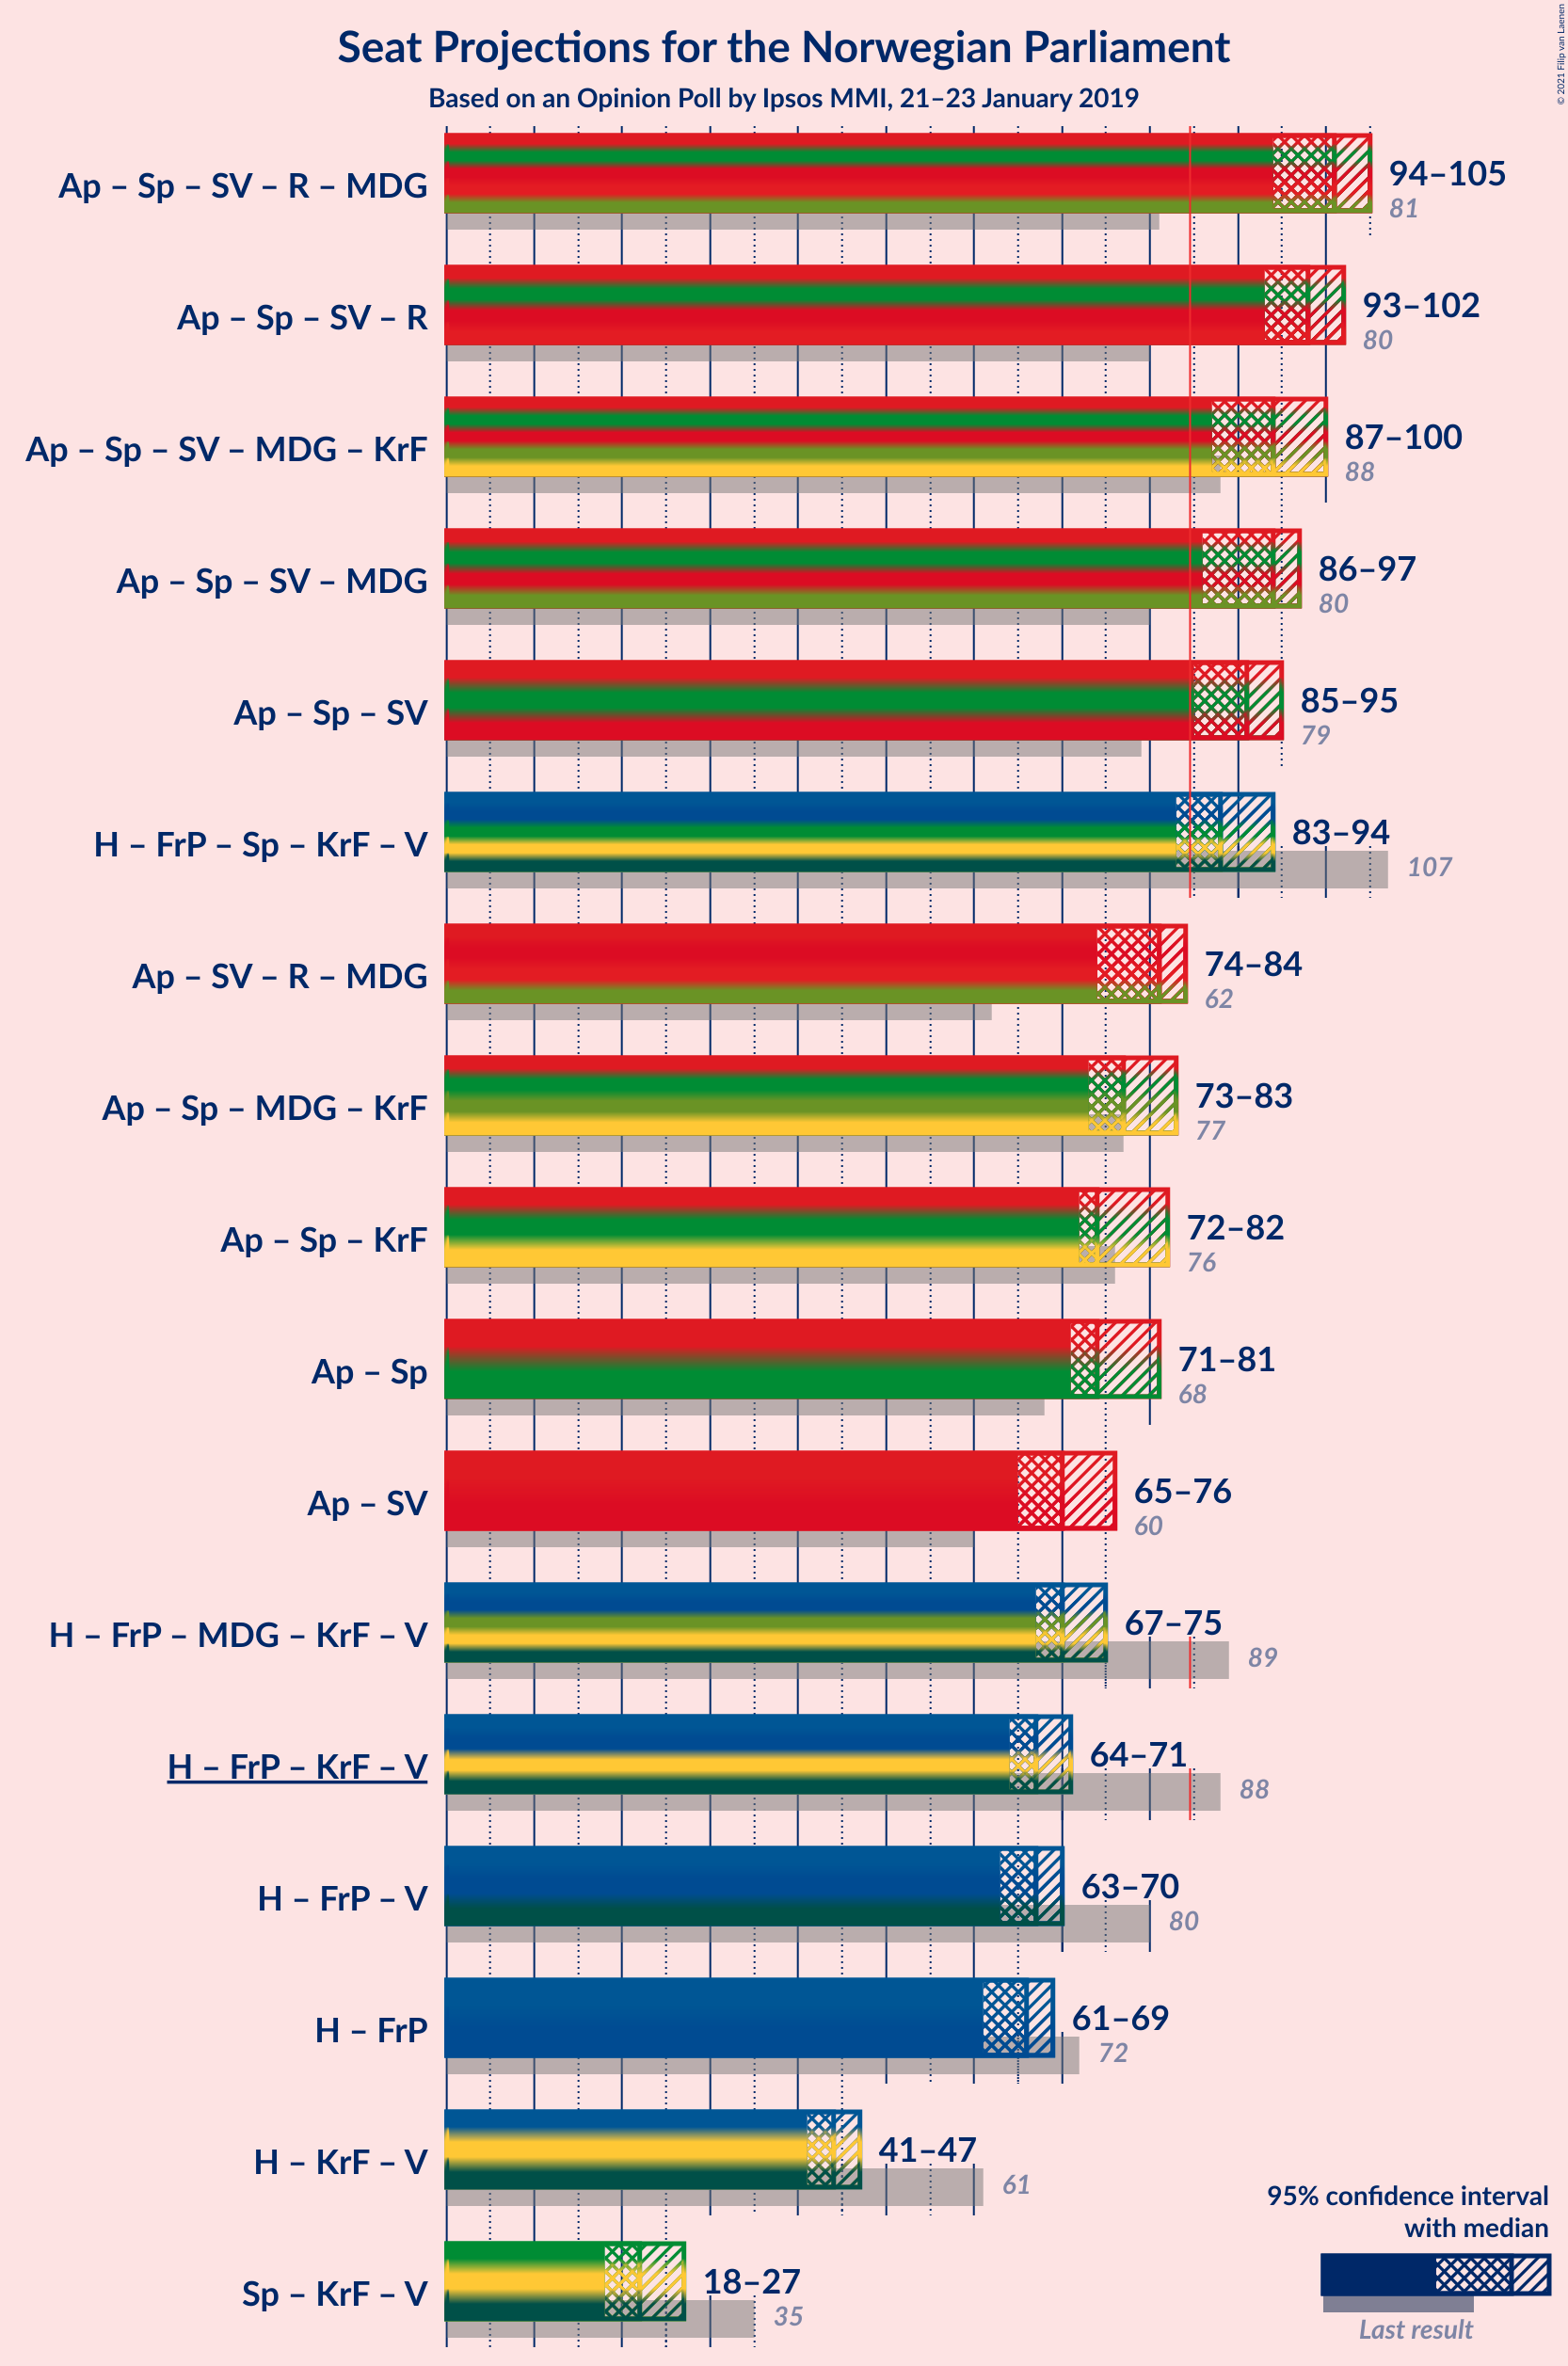 Seat Projections for the Norwegian Parliament
Based on an Opinion Poll by Ipsos MMI, 21–23 January 2019
© 2021 Filip van Laenen
Ap – Sp – SV – R – MDG
94–105
81
Ap – Sp – SV – R
93–102
80
Ap – Sp – SV – MDG – KrF
87–100
88
Ap – Sp – SV – MDG
86–97
80
Ap – Sp – SV
85–95
79
H – FrP – Sp – KrF – V
83–94
107
Ap – SV – R – MDG
74–84
62
Ap – Sp – MDG – KrF
73–83
77
Ap – Sp – KrF
72–82
76
Ap – Sp
71–81
68
Ap – SV
65–76
60
H – FrP – MDG – KrF – V
67–75
89
H – FrP – KrF – V
64–71
88
H – FrP – V
63–70
80
H – FrP
61–69
72
H – KrF – V
41–47
61
Sp – KrF – V
18–27
35
95% confidence interval
with median
Last result